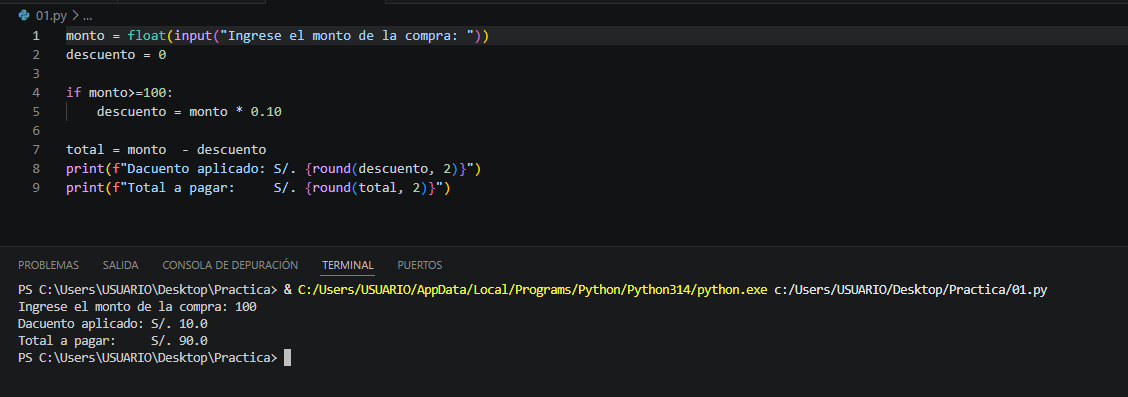 01.py > ...
1 monto = float(input("Ingrese el monto de la compra: "))
2 descuento = 0
3
4 if monto>=100:
5     descuento = monto * 0.10
6
7 total = monto  - descuento
8 print(f"Dacuento aplicado: S/. {round(descuento, 2)}")
9 print(f"Total a pagar:     S/. {round(total, 2)}")
PROBLEMAS SALIDA CONSOLA DE DEPURACIÓN TERMINAL PUERTOS
PS C:\Users\USUARIO\Desktop\Practica> & C:/Users/USUARIO/AppData/Local/Programs/Python/Python314/python.exe c:/Users/USUARIO/Desktop/Practica/01.py
Ingrese el monto de la compra: 100
Dacuento aplicado: S/. 10.0
Total a pagar:     S/. 90.0
PS C:\Users\USUARIO\Desktop\Practica>